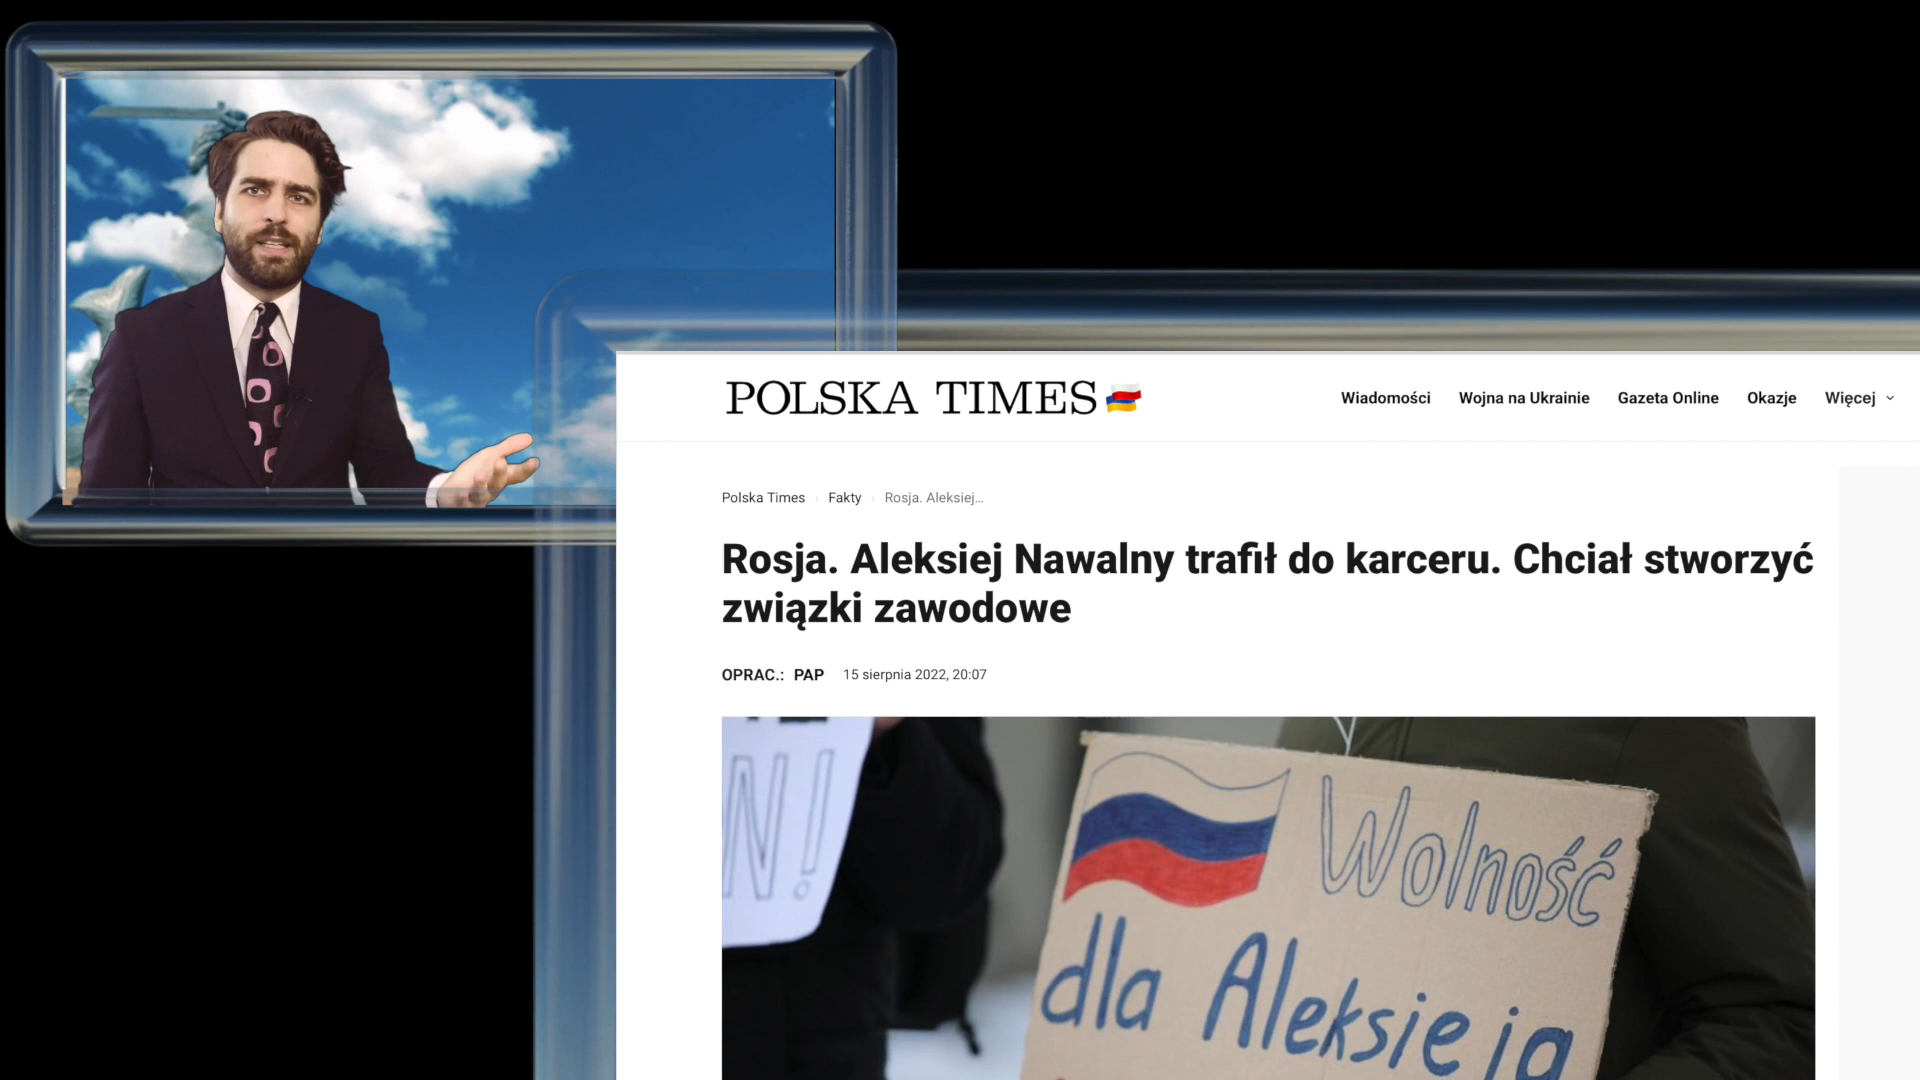 POLSKA TIMES
Wiadomości Wojna na Ukrainie Gazeta Online Okazje Więcej
Polska Times Fakty Rosja. Aleksiej...
Rosja. Aleksiej Nawalny trafił do karceru. Chciał stworzyć
związki zawodowe
OPRAC.: PAP 15 sierpnia 2022, 20:07
N!
Wolność
dla Aleksieja